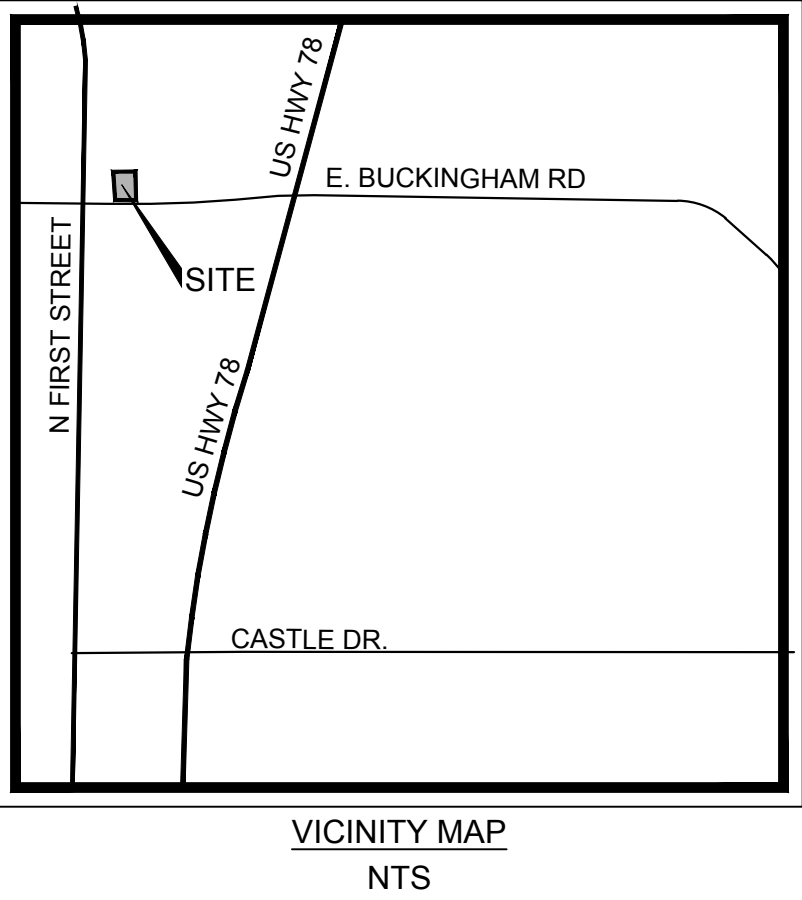 US HWY 78
E. BUCKINGHAM RD
SITE
N FIRST STREET
US HWY 78
CASTLE DR.
VICINITY MAP
NTS